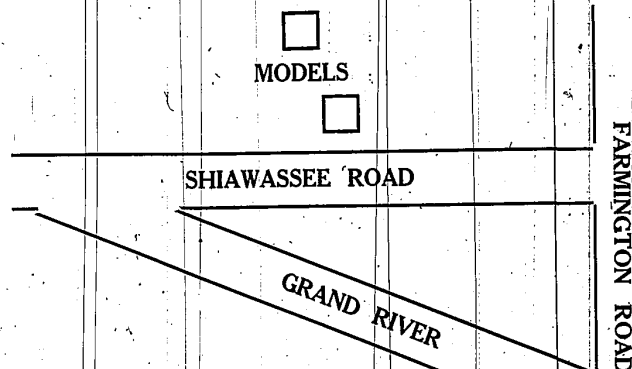 MODELS
SHIAWASSEE ROAD
GRAND RIVER
FARMINGTON ROAD